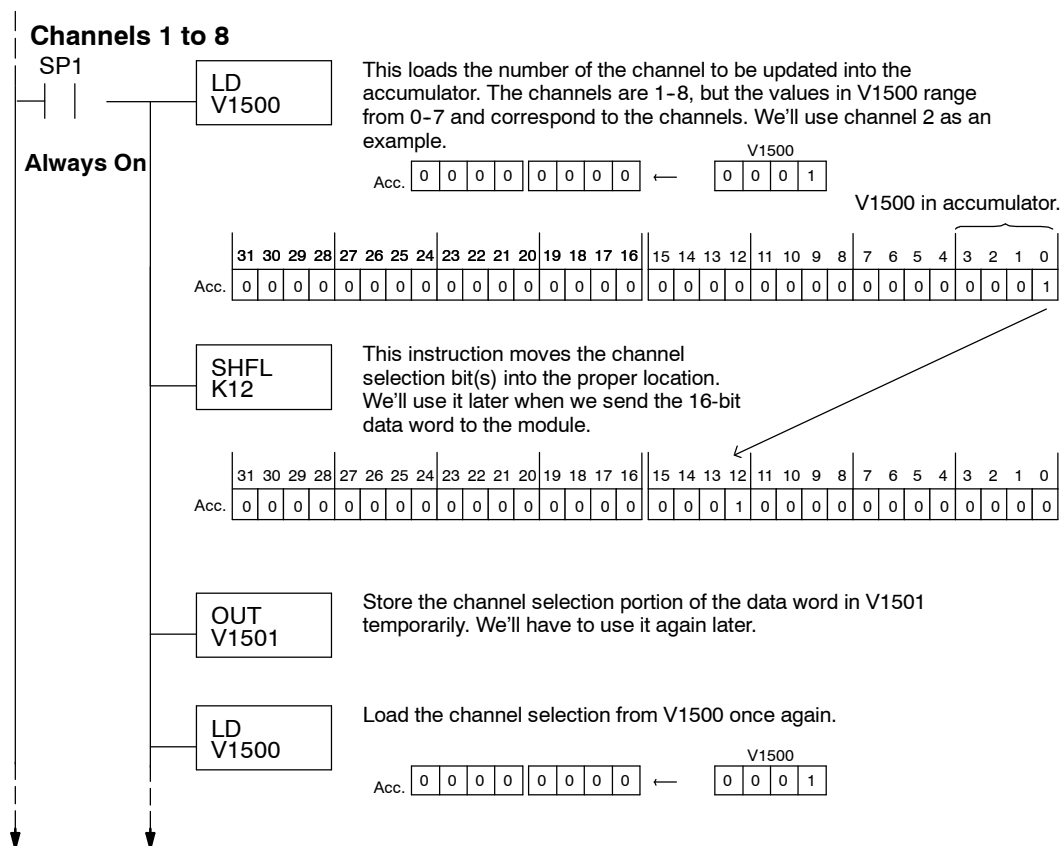 Channels 1 to 8
SP1
Always On
LD
V1500
This loads the number of the channel to be updated into the
accumulator. The channels are 1-8, but the values in V1500 range
from 0-7 and correspond to the channels. We'll use channel 2 as an
example.
V1500
Acc. 0 0 0 0 0 0 0 0 ← 0 0 0 1
V1500 in accumulator.
31 30 29 28 27 26 25 24 23 22 21 20 19 18 17 16 15 14 13 12 11 10 9 8 7 6 5 4 3 2 1 0
Acc. 0 0 0 0 0 0 0 0 0 0 0 0 0 0 0 0 0 0 0 0 0 0 0 0 0 0 0 0 0 0 0 1
SHFL
K12
This instruction moves the channel
selection bit(s) into the proper location.
We'll use it later when we send the 16-bit
data word to the module.
31 30 29 28 27 26 25 24 23 22 21 20 19 18 17 16 15 14 13 12 11 10 9 8 7 6 5 4 3 2 1 0
Acc. 0 0 0 0 0 0 0 0 0 0 0 0 0 0 0 0 0 0 0 1 0 0 0 0 0 0 0 0 0 0 0 0
OUT
V1501
Store the channel selection portion of the data word in V1501
temporarily. We'll have to use it again later.
LD
V1500
Load the channel selection from V1500 once again.
V1500
Acc. 0 0 0 0 0 0 0 0 ← 0 0 0 1